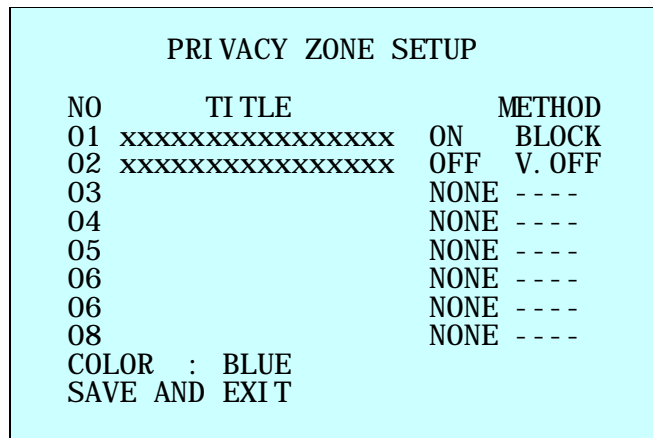 PRIVACY ZONE SETUP
NO TITLE METHOD
01 xxxxxxxxxxxxxxxx ON BLOCK
02 xxxxxxxxxxxxxxxx OFF V.OFF
03 NONE ----
04 NONE ----
05 NONE ----
06 NONE ----
06 NONE ----
08 NONE ----
COLOR : BLUE
SAVE AND EXIT